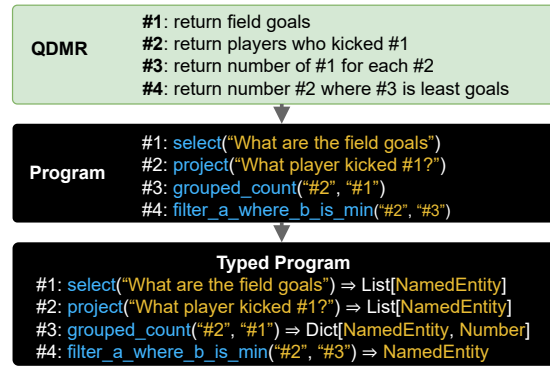 QDMR
#1: return field goals
#2: return players who kicked #1
#3: return number of #1 for each #2
#4: return number #2 where #3 is least goals
Program
#1: select(“What are the field goals”)
#2: project(“What player kicked #1?”)
#3: grouped_count(“#2”, “#1”)
#4: filter_a_where_b_is_min(“#2”, “#3”)
Typed Program
#1: select(“What are the field goals”) ⇒ List[NamedEntity]
#2: project(“What player kicked #1?”) ⇒ List[NamedEntity]
#3: grouped_count(“#2”, “#1”) ⇒ Dict[NamedEntity, Number]
#4: filter_a_where_b_is_min(“#2”, “#3”) ⇒ NamedEntity